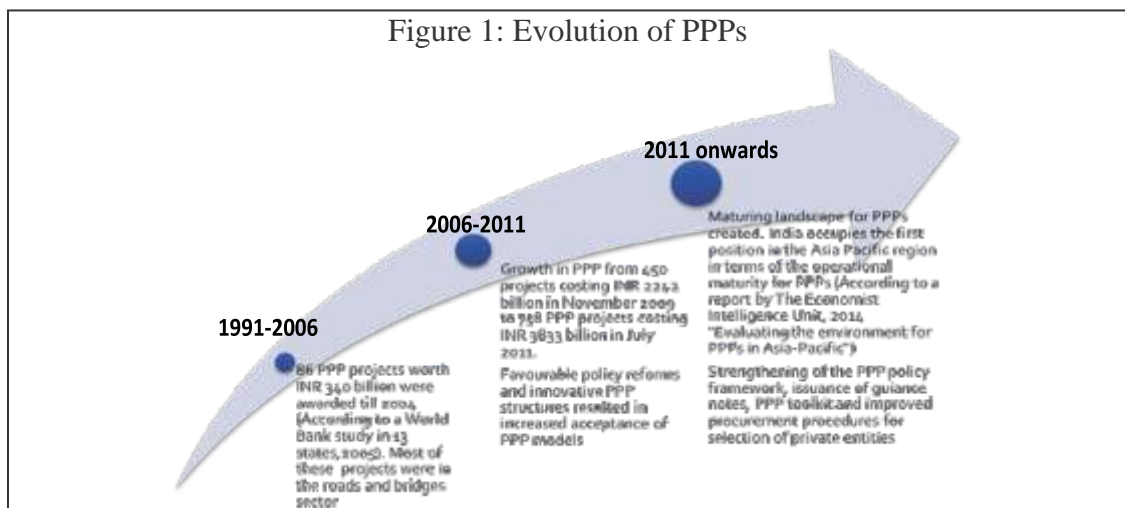 Figure 1: Evolution of PPPs
1991-2006
86 PPP projects worth
INR 340 billion were
awarded till 2004
(According to a World
Bank study in 13
states, 2005). Most of
these projects were in
the roads and bridges
sector
2006-2011
Growth in PPP from 450
projects costing INR 2242
billion in November 2009
to 758 PPP projects costing
INR 3833 billion in July
2011.
Favourable policy reforms
and innovative PPP
structures resulted in
increased acceptance of
PPP models
2011 onwards
Maturing landscape for PPPs
created. India occupies the first
position in the Asia Pacific region
in terms of the operational
maturity for PPPs (According to a
report by The Economist
Intelligence Unit, 2014
"Evaluating the environment for
PPPs in Asia-Pacific")
Strengthening of the PPP policy
framework, issuance of guiance
notes, PPP toolkit and improved
procurement procedures for
selection of private entities